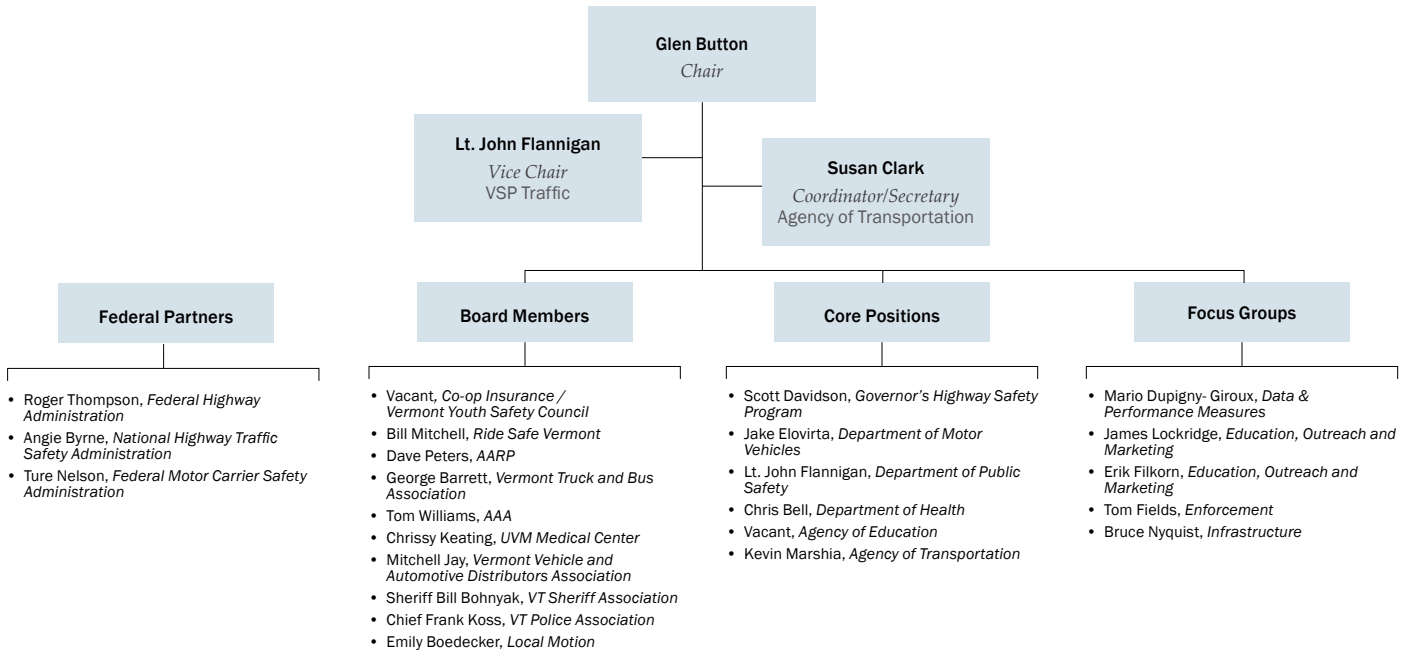 Glen Button
Chair
Lt. John Flannigan
Vice Chair
VSP Traffic
Susan Clark
Coordinator/Secretary
Agency of Transportation
Federal Partners
• Roger Thompson, Federal Highway
Administration
• Angie Byrne, National Highway Traffic
Safety Administration
• Ture Nelson, Federal Motor Carrier Safety
Administration
Board Members
• Vacant, Co-op Insurance /
Vermont Youth Safety Council
• Bill Mitchell, Ride Safe Vermont
• Dave Peters, AARP
• George Barrett, Vermont Truck and Bus
Association
• Tom Williams, AAA
• Chrissy Keating, UVM Medical Center
• Mitchell Jay, Vermont Vehicle and
Automotive Distributors Association
• Sheriff Bill Bohnyak, VT Sheriff Association
• Chief Frank Koss, VT Police Association
• Emily Boedecker, Local Motion
Core Positions
• Scott Davidson, Governor's Highway Safety
Program
• Jake Elovirta, Department of Motor
Vehicles
• Lt. John Flannigan, Department of Public
Safety
• Chris Bell, Department of Health
• Vacant, Agency of Education
• Kevin Marshia, Agency of Transportation
Focus Groups
• Mario Dupigny- Giroux, Data &
Performance Measures
• James Lockridge, Education, Outreach and
Marketing
• Erik Filkorn, Education, Outreach and
Marketing
• Tom Fields, Enforcement
• Bruce Nyquist, Infrastructure